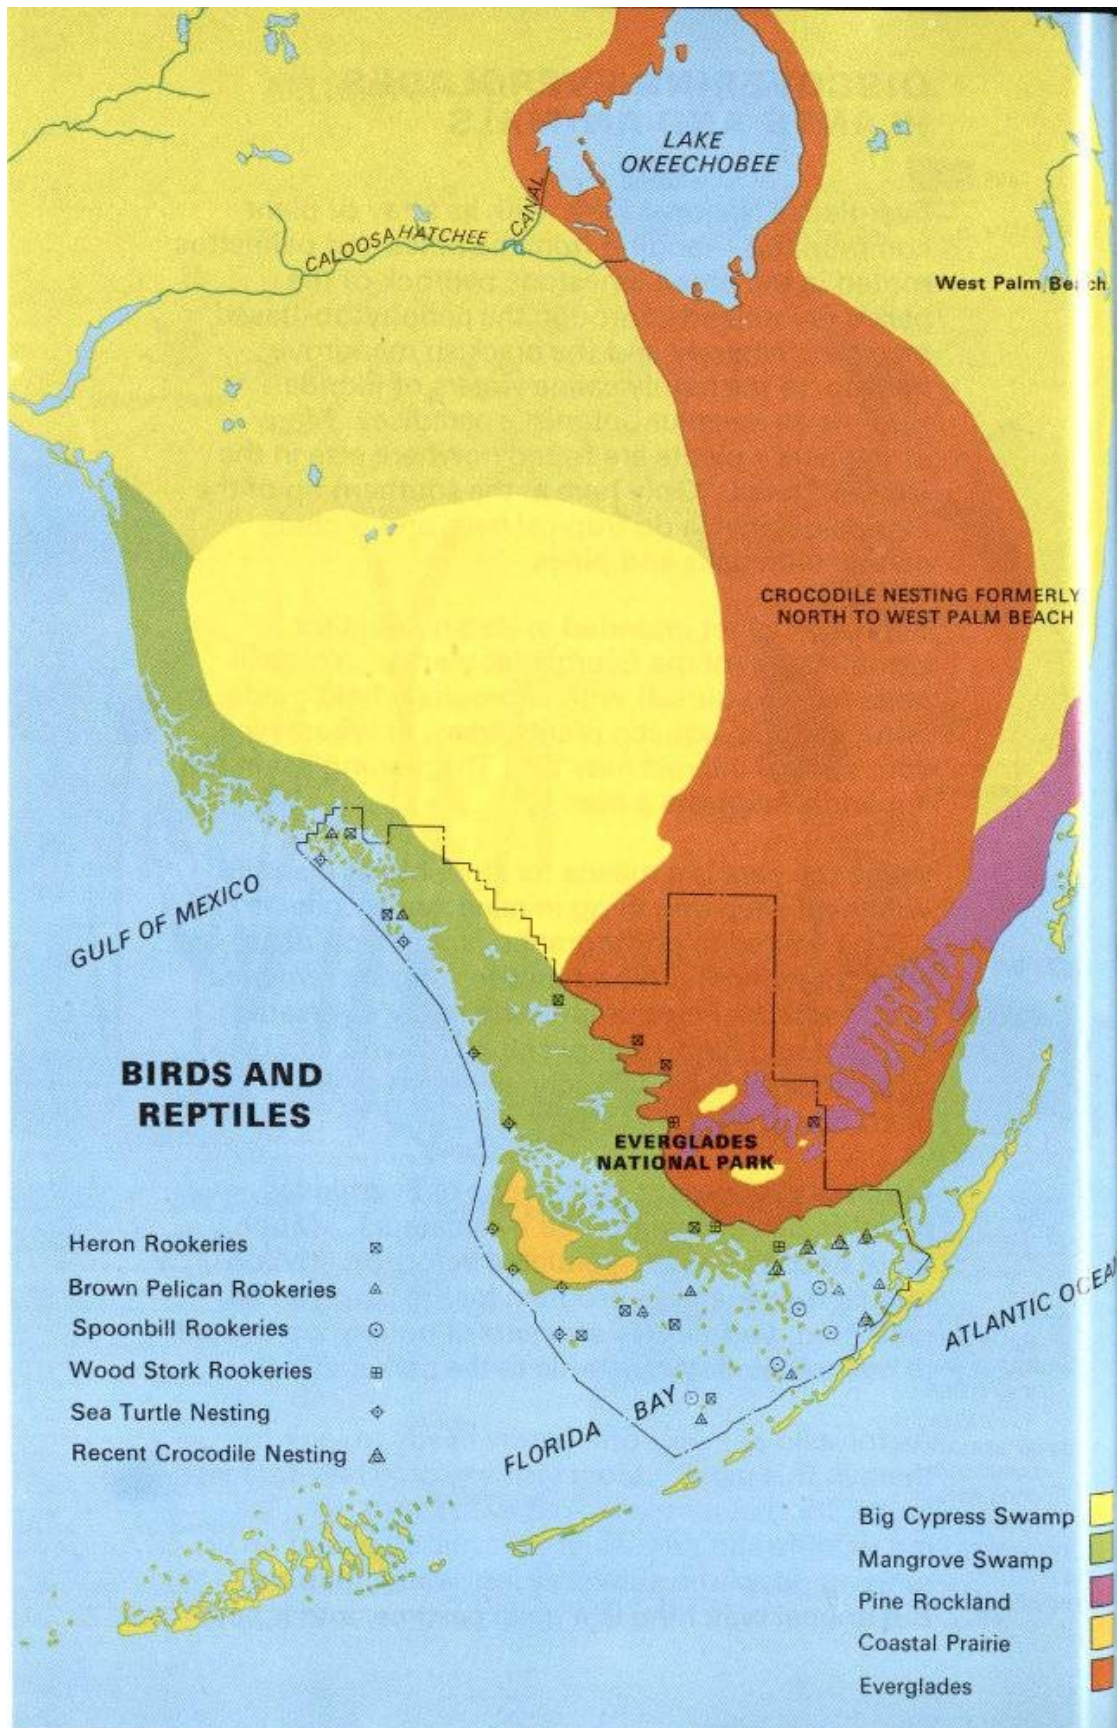 LAKE
OKEECHOBEE
CALOOSAHATCHEE CANAL
West Palm Beach
CROCODILE NESTING FORMERLY
NORTH TO WEST PALM BEACH
GULF OF MEXICO
BIRDS AND
REPTILES
EVERGLADES
NATIONAL PARK
Heron Rookeries
Brown Pelican Rookeries
Spoonbill Rookeries
Wood Stork Rookeries
Sea Turtle Nesting
Recent Crocodile Nesting
FLORIDA BAY
ATLANTIC OCEAN
Big Cypress Swamp
Mangrove Swamp
Pine Rockland
Coastal Prairie
Everglades